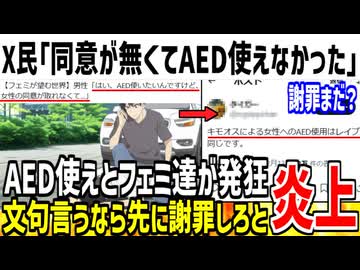 X民「同意が無くてAED使えなかった」
【フェミが望む世界】男性「はい、AED使いたいんですけど、
女性の同意が取れなくて…」
ポスト
謝罪まだ?
キモオスによる女性へのAED使用はレイプ
同じです。
AED使えとフェミ達が発狂
文句言うなら先に謝罪しろと炎上